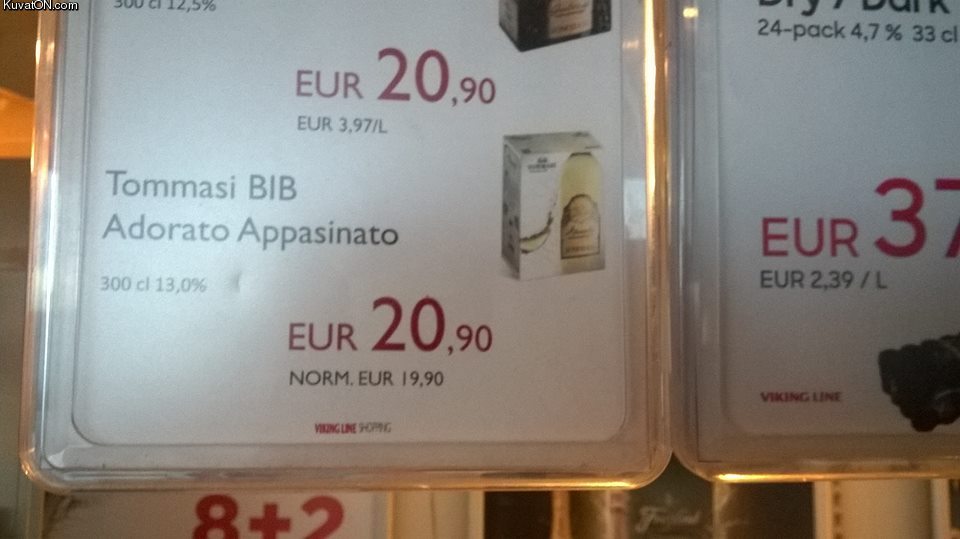 KuvatON.com
300 cl 12,5%
EUR 20,90
EUR 3,97/L
Tommasi BIB
Adorato Appasinato
300 cl 13,0%
EUR 20,90
NORM. EUR 19,90
VIKING LINE SHOPPING
24-pack 4,7 % 33 cl
EUR 37
EUR 2,39 / L
VIKING LINE
8+2